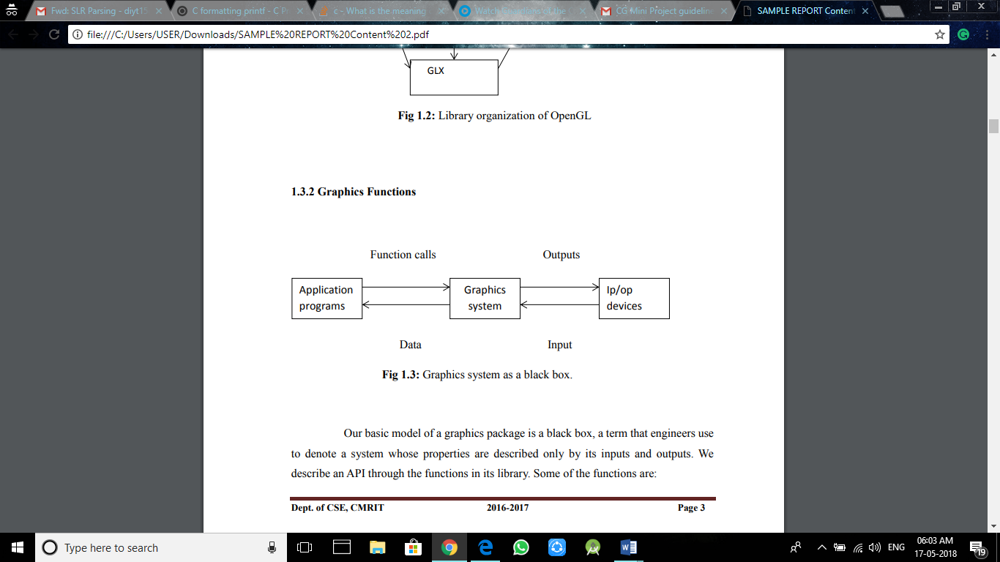 Fwd: SLR Parsing - diyt15
C formatting printf - C Pr
c - What is the meaning
Watch Guardians of the
CG Mini Project guideline
SAMPLE REPORT Content
file:///C:/Users/USER/Downloads/SAMPLE%20REPORT%20Content%202.pdf
GLX
Fig 1.2: Library organization of OpenGL
1.3.2 Graphics Functions
Function calls
Outputs
Application
programs
Graphics
system
Ip/op
devices
Data
Input
Fig 1.3: Graphics system as a black box.
Our basic model of a graphics package is a black box, a term that engineers use
to denote a system whose properties are described only by its inputs and outputs. We
describe an API through the functions in its library. Some of the functions are:
Dept. of CSE, CMRIT 2016-2017 Page 3
Type here to search
ENG
06:03 AM
17-05-2018
19